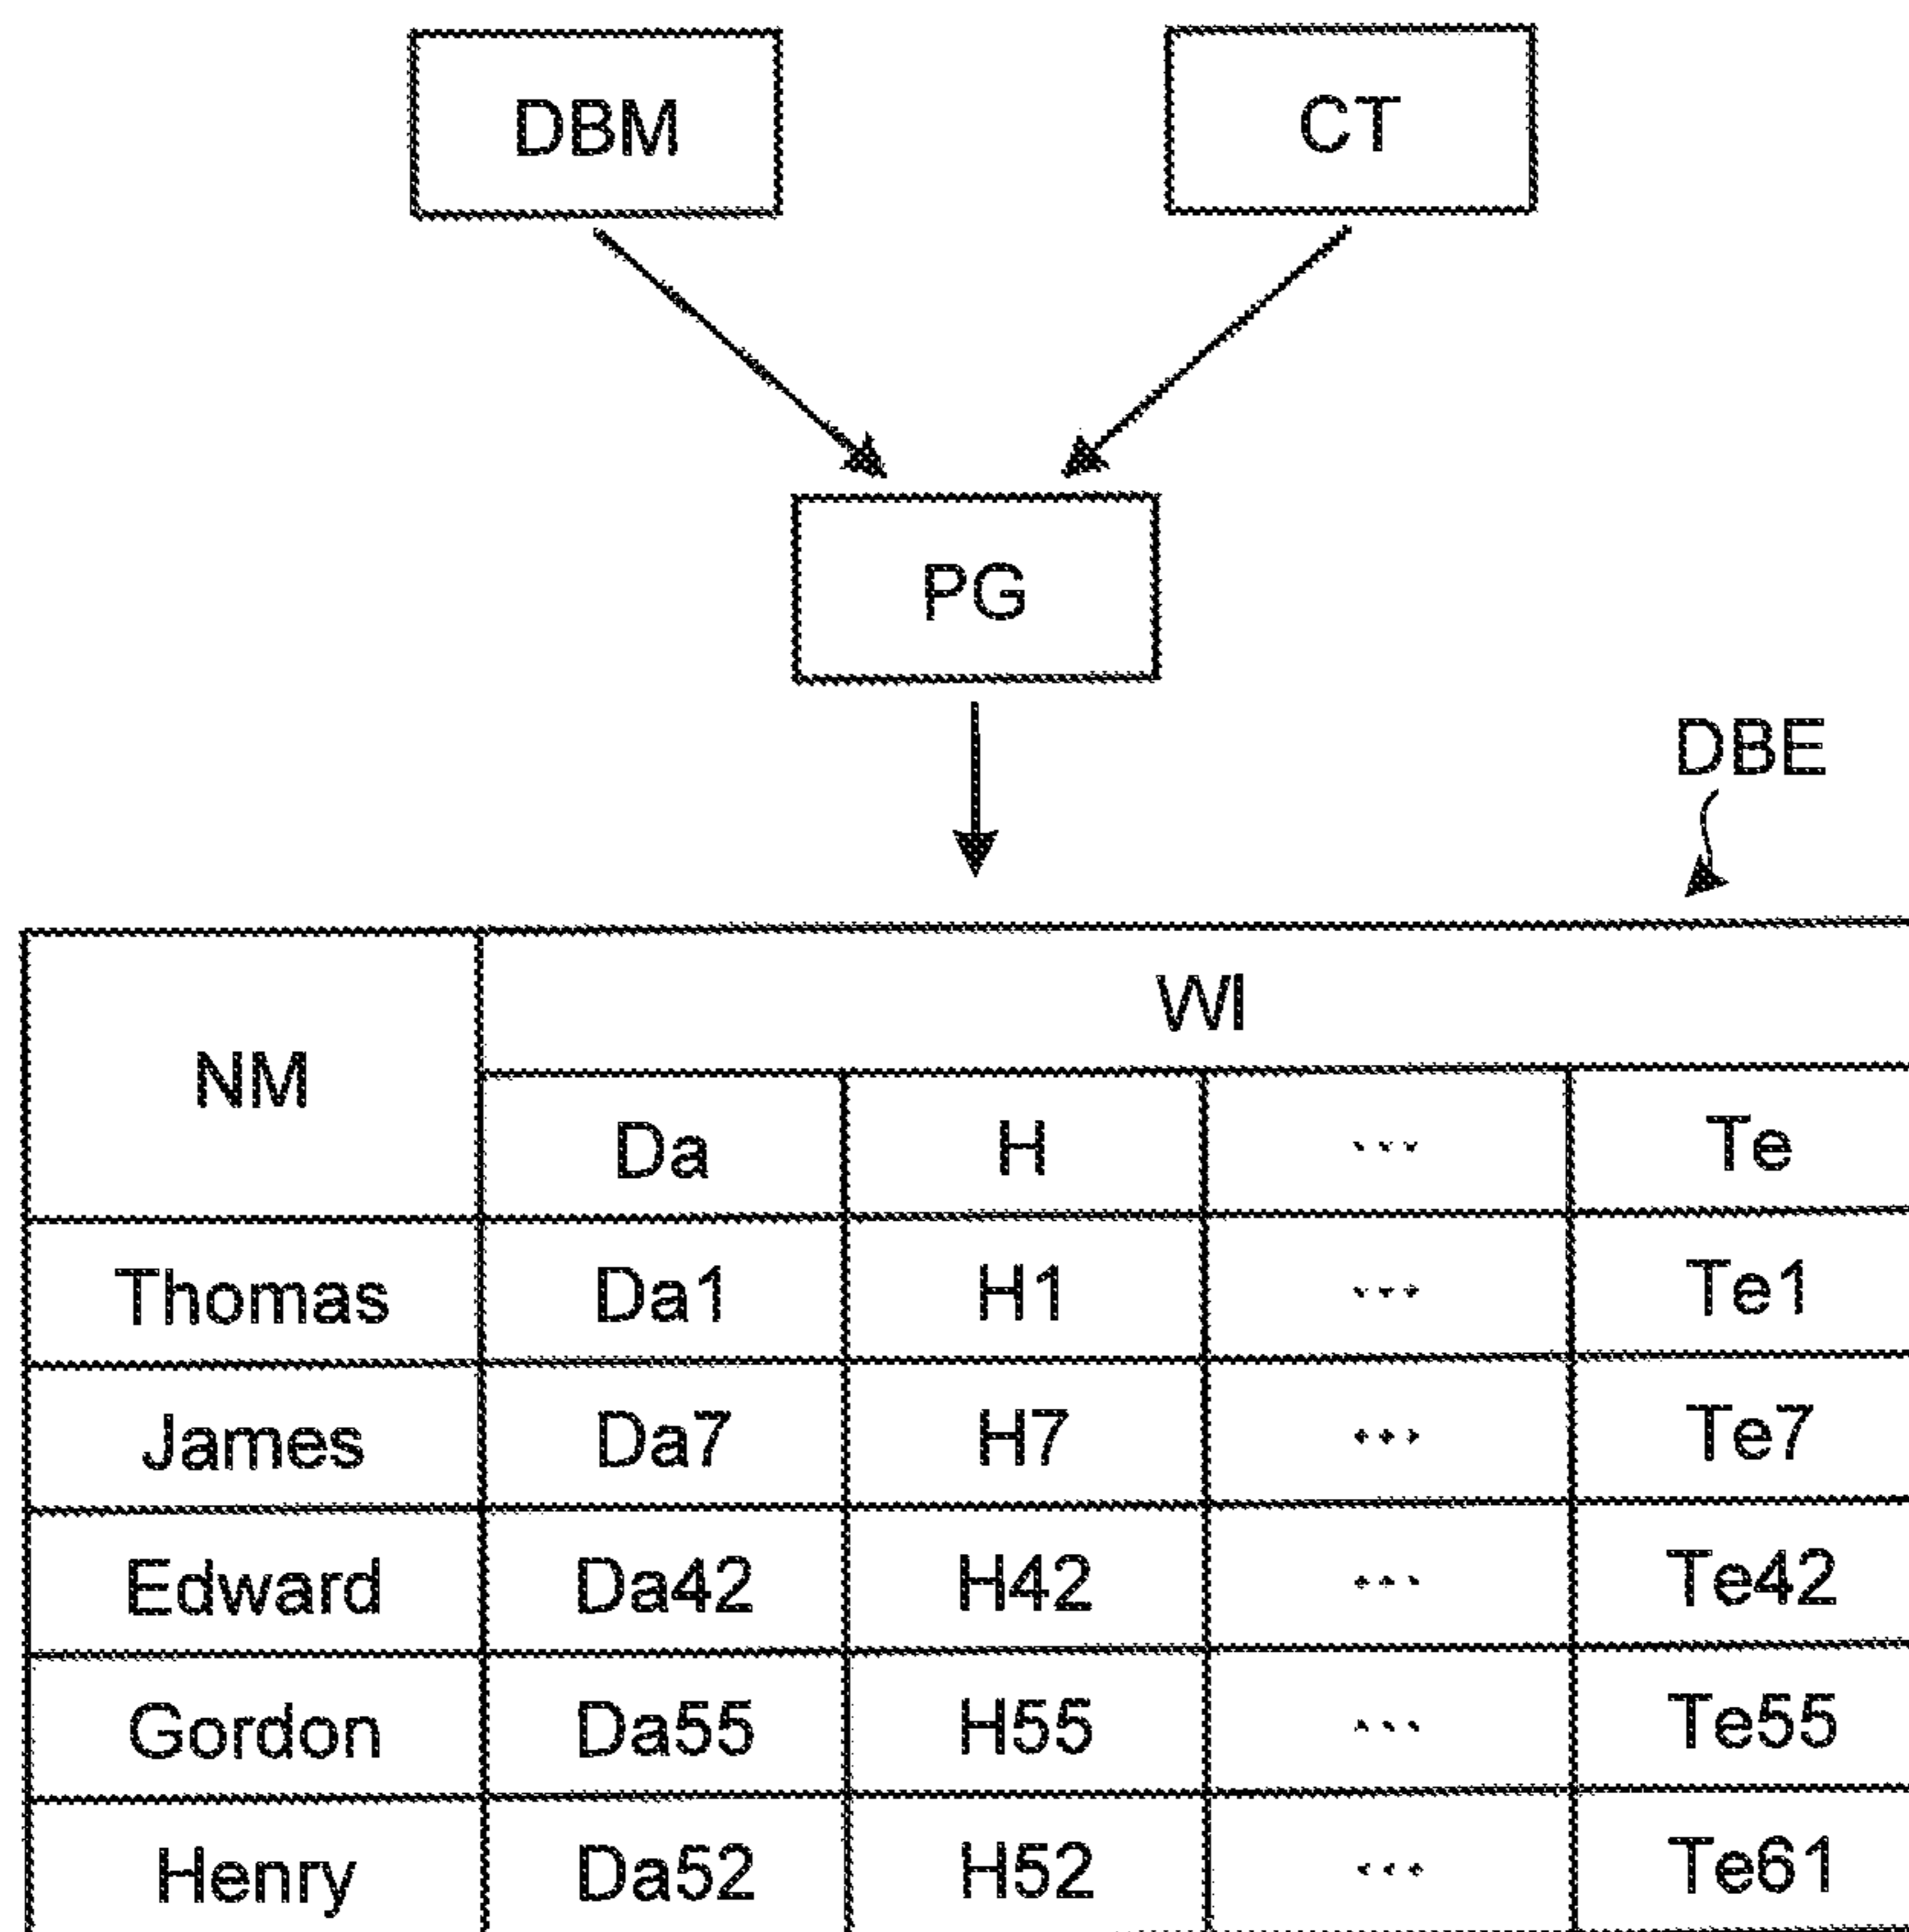 DBM CT
PG
DBE
WI
NM
Da H ... Te
Thomas Da1 H1 ... Te1
James Da7 H7 ... Te7
Edward Da42 H42 ... Te42
Gordon Da55 H55 ... Te55
Henry Da52 H52 ... Te61